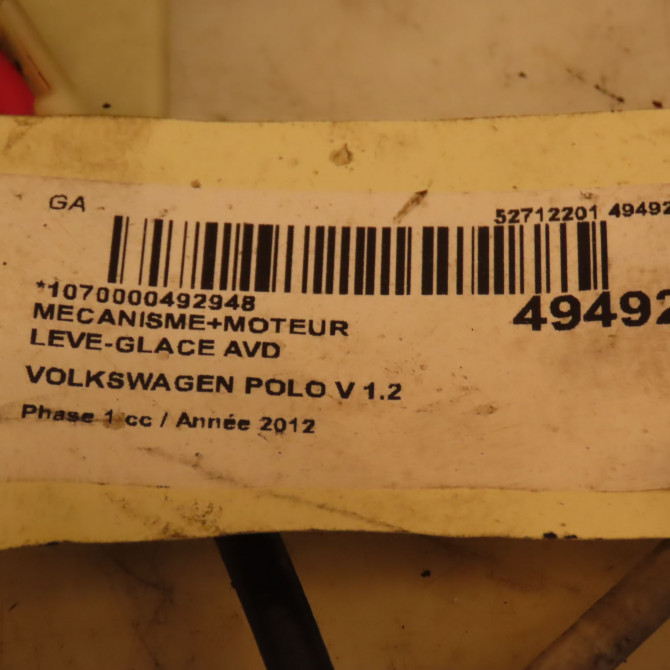 GA
52712201 49492
*1070000492948
49492
MECANISME+MOTEUR
LEVE-GLACE AVD
VOLKSWAGEN POLO V 1.2
Phase 1 cc / Année 2012